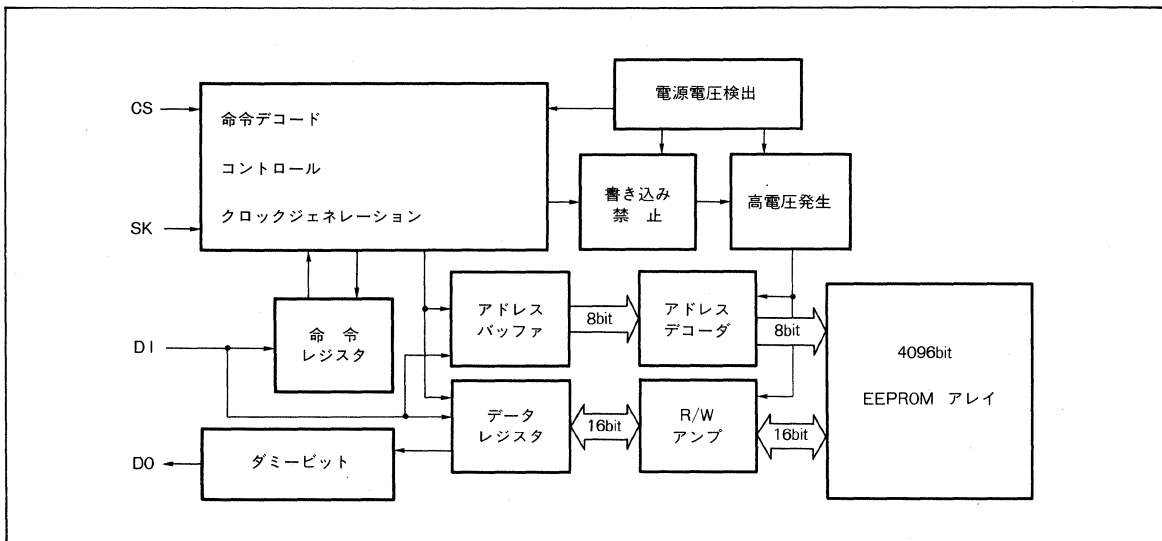 電源電圧検出
CS
命令デコード
コントロール
書き込み
禁 止
高電圧発生
SK
クロックジェネレーション
アドレス
バッファ
8bit
アドレス
デコーダ
8bit
DI
命 令
レジスタ
4096bit
EEPROM アレイ
データ
レジスタ
16bit
R/W
アンプ
16bit
DO
ダミービット